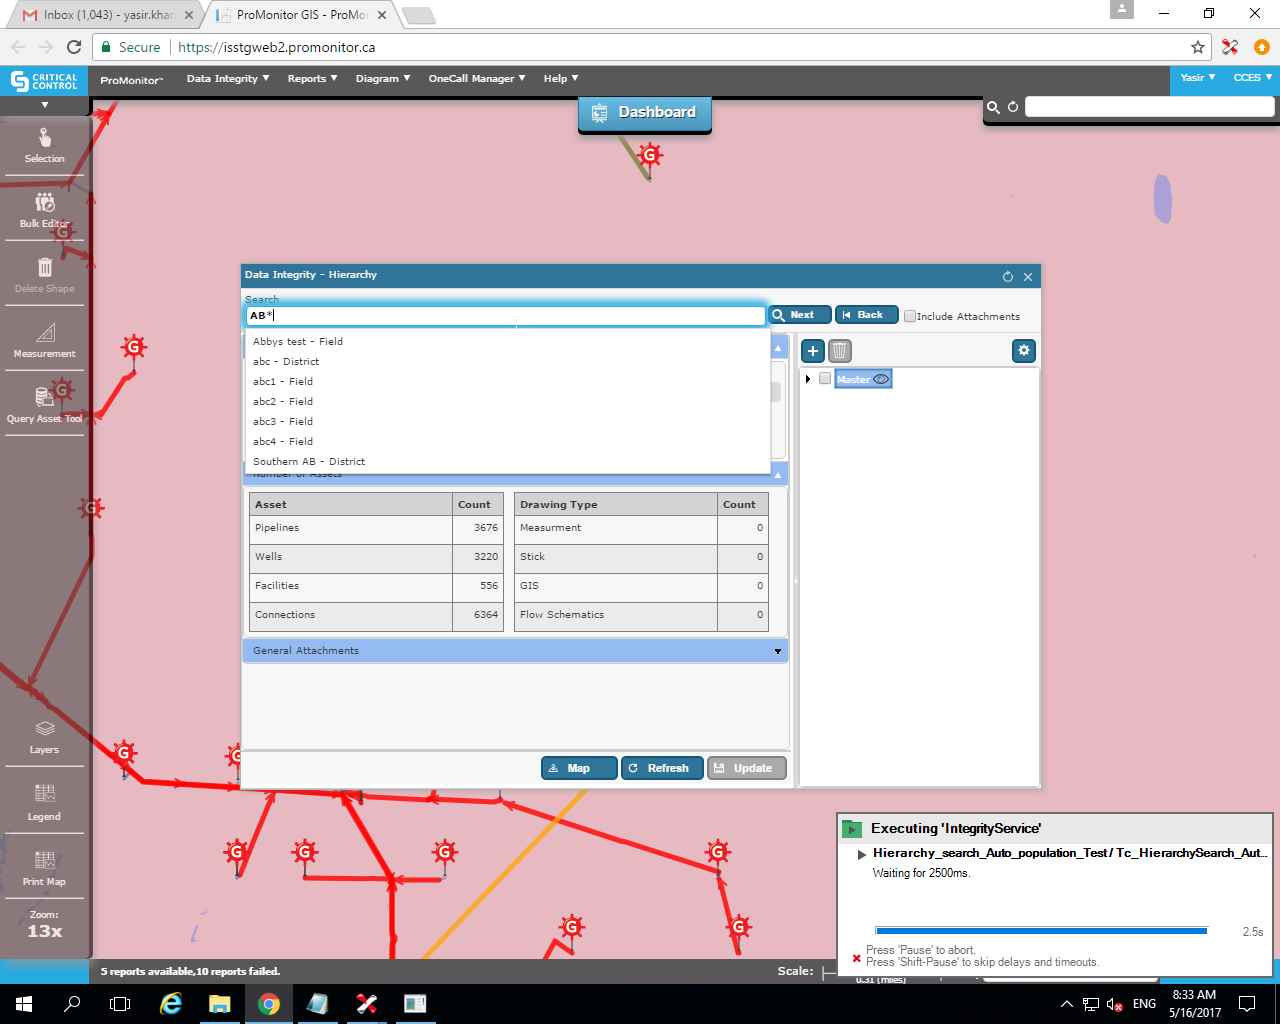 Inbox (1,043) - yasir.khan
ProMonitor GIS - ProMo
Secure
https://isstgweb2.promonitor.ca
CRITICAL CONTROL
ProMonitor™
Data Integrity ▼
Reports ▼
Diagram ▼
OneCall Manager ▼
Help ▼
Yasir ▼
CCES ▼
Dashboard
Selection
Bulk Editor
Delete Shape
Measurement
Query Asset Tool
Layers
Legend
Print Map
Zoom:
13x
Data Integrity - Hierarchy
Search
AB*
Next
Back
Include Attachments
Abbys test - Field
abc - District
abc1 - Field
abc2 - Field
abc3 - Field
abc4 - Field
Southern AB - District
Master
Number of Assets
Asset Count
Pipelines 3676
Wells 3220
Facilities 556
Connections 6364
Drawing Type Count
Measurment 0
Stick 0
GIS 0
Flow Schematics 0
General Attachments
Map
Refresh
Update
G
G
G
G
G
G
G
G
G
G
G
G
G
G
Executing 'IntegrityService'
Hierarchy_search_Auto_population_Test / Tc_HierarchySearch_Aut...
Waiting for 2500ms.
2.5s
Press 'Pause' to abort.
Press 'Shift-Pause' to skip delays and timeouts.
5 reports available,10 reports failed.
Scale:
0.31 (miles)
ENG
8:33 AM
5/16/2017